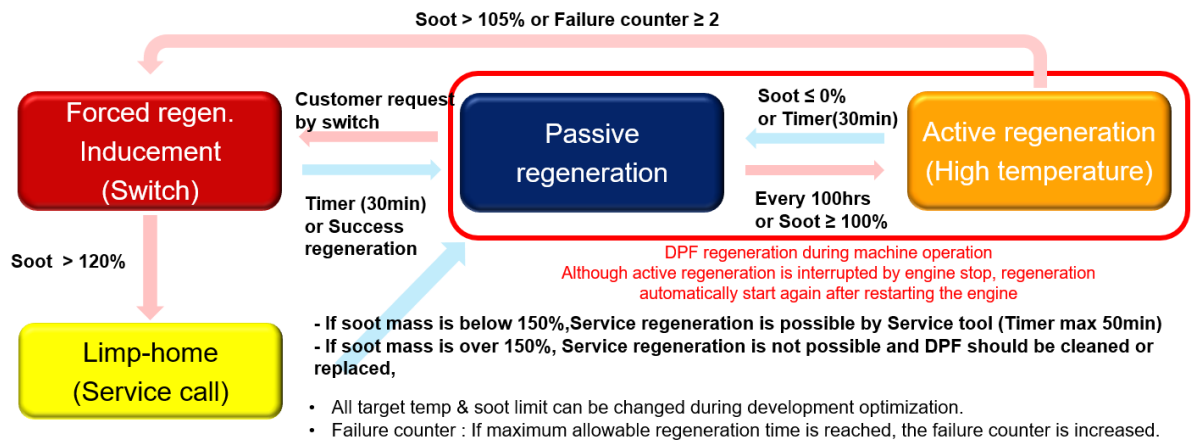 Soot > 105% or Failure counter ≥ 2
Forced regen.
Inducement
(Switch)
Customer request
by switch
Timer (30min)
or Success
regeneration
Passive
regeneration
Soot ≤ 0%
or Timer(30min)
Every 100hrs
or Soot ≥ 100%
Active regeneration
(High temperature)
DPF regeneration during machine operation
Although active regeneration is interrupted by engine stop, regeneration
automatically start again after restarting the engine
Soot > 120%
Limp-home
(Service call)
- If soot mass is below 150%,Service regeneration is possible by Service tool (Timer max 50min)
- If soot mass is over 150%, Service regeneration is not possible and DPF should be cleaned or
replaced,
• All target temp & soot limit can be changed during development optimization.
• Failure counter : If maximum allowable regeneration time is reached, the failure counter is increased.